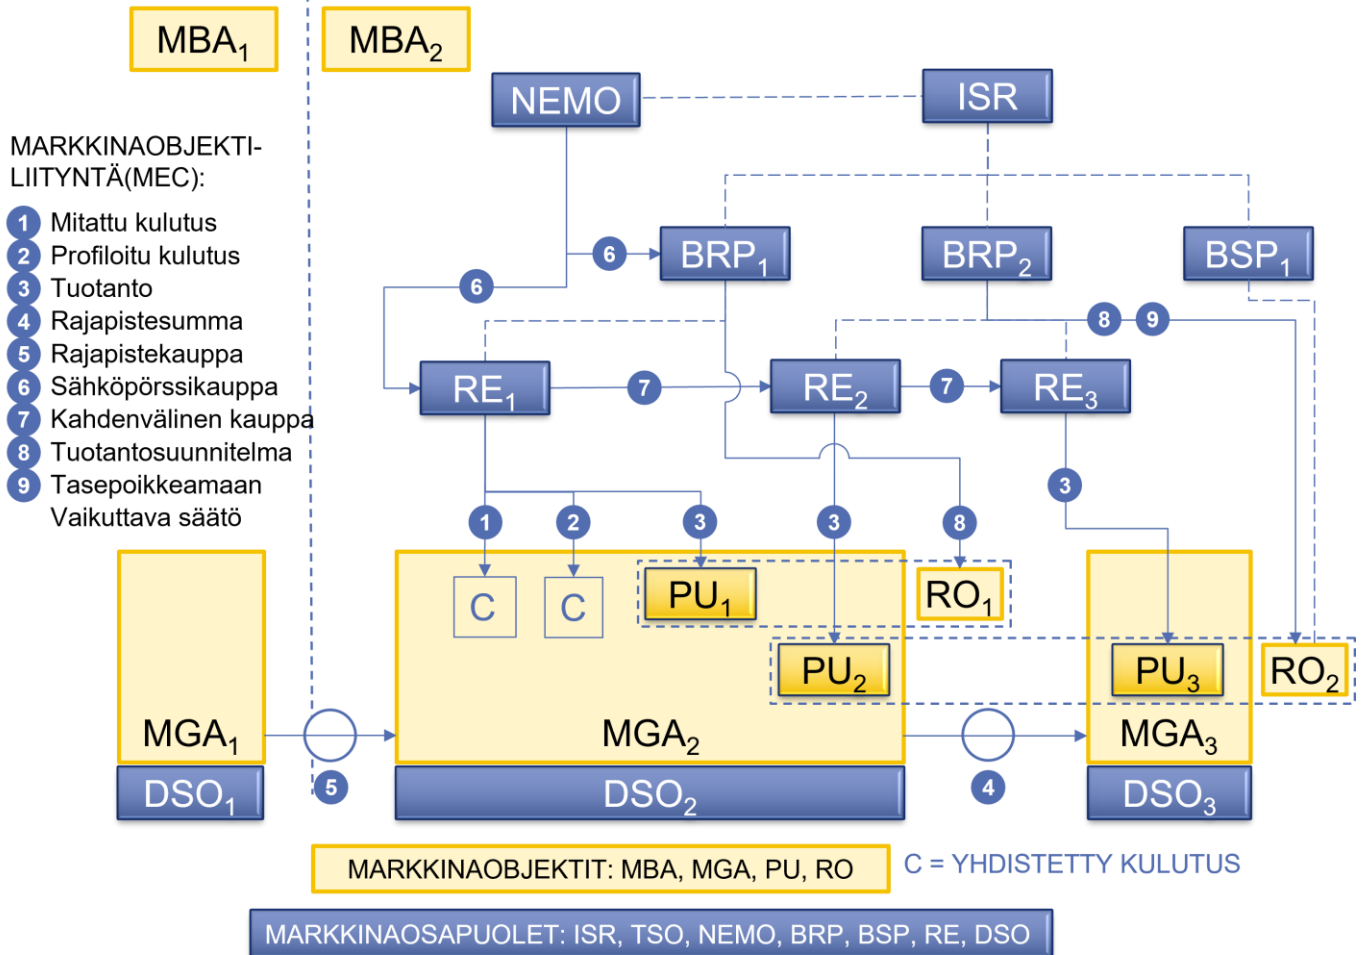 MBA₁
MBA₂
NEMO
ISR
MARKKINAOBJEKTI-
LIITYNTÄ(MEC):
1 Mitattu kulutus
2 Profiloitu kulutus
3 Tuotanto
4 Rajapistesumma
5 Rajapistekauppa
6 Sähköpörssikauppa
7 Kahdenvälinen kauppa
8 Tuotantosuunnitelma
9 Tasepoikkeamaan
Vaikuttava säätö
6
BRP₁
BRP₂
BSP₁
6
8
9
RE₁
7
RE₂
7
RE₃
3
1
2
3
3
8
C
C
PU₁
RO₁
PU₂
PU₃
RO₂
MGA₁
MGA₂
MGA₃
5
4
DSO₁
DSO₂
DSO₃
MARKKINAOBJEKTIT: MBA, MGA, PU, RO
C = YHDISTETTY KULUTUS
MARKKINAOSAPUOLET: ISR, TSO, NEMO, BRP, BSP, RE, DSO